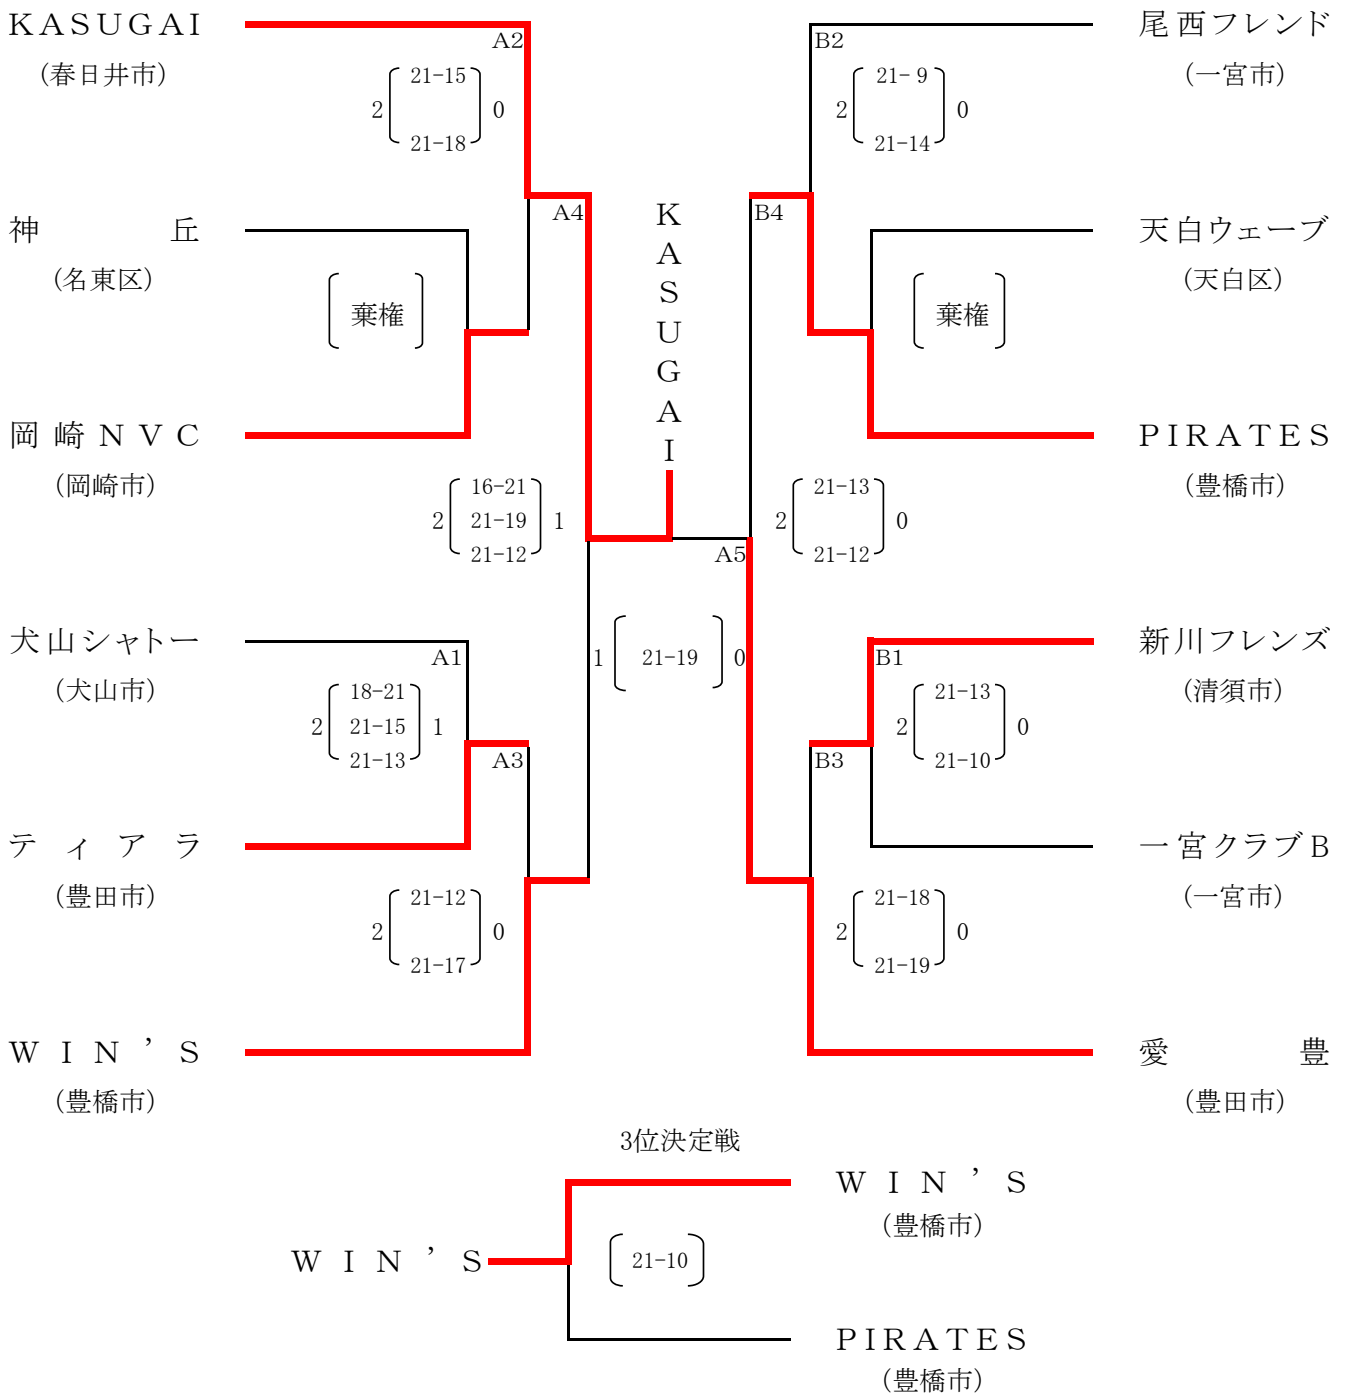 KASUGAI
(春日井市)
A2
21-15
2 0
21-18
神 丘
(名東区)
棄権
岡崎NVC
(岡崎市)
A4
16-21
2 21-19 1
21-12
犬山シャトー
(犬山市)
A1
18-21
2 21-15 1
21-13
ティアラ
(豊田市)
A3
21-12
2 0
21-17
WIN’S
(豊橋市)
KASUGAI
A5
1 21-19 0
尾西フレンド
(一宮市)
B2
21- 9
2 0
21-14
天白ウェーブ
(天白区)
棄権
PIRATES
(豊橋市)
B4
21-13
2 0
21-12
新川フレンズ
(清須市)
B1
21-13
2 0
21-10
一宮クラブB
(一宮市)
B3
21-18
2 0
21-19
愛 豊
(豊田市)
3位決定戦
WIN’S
(豊橋市)
WIN’S
21-10
PIRATES
(豊橋市)